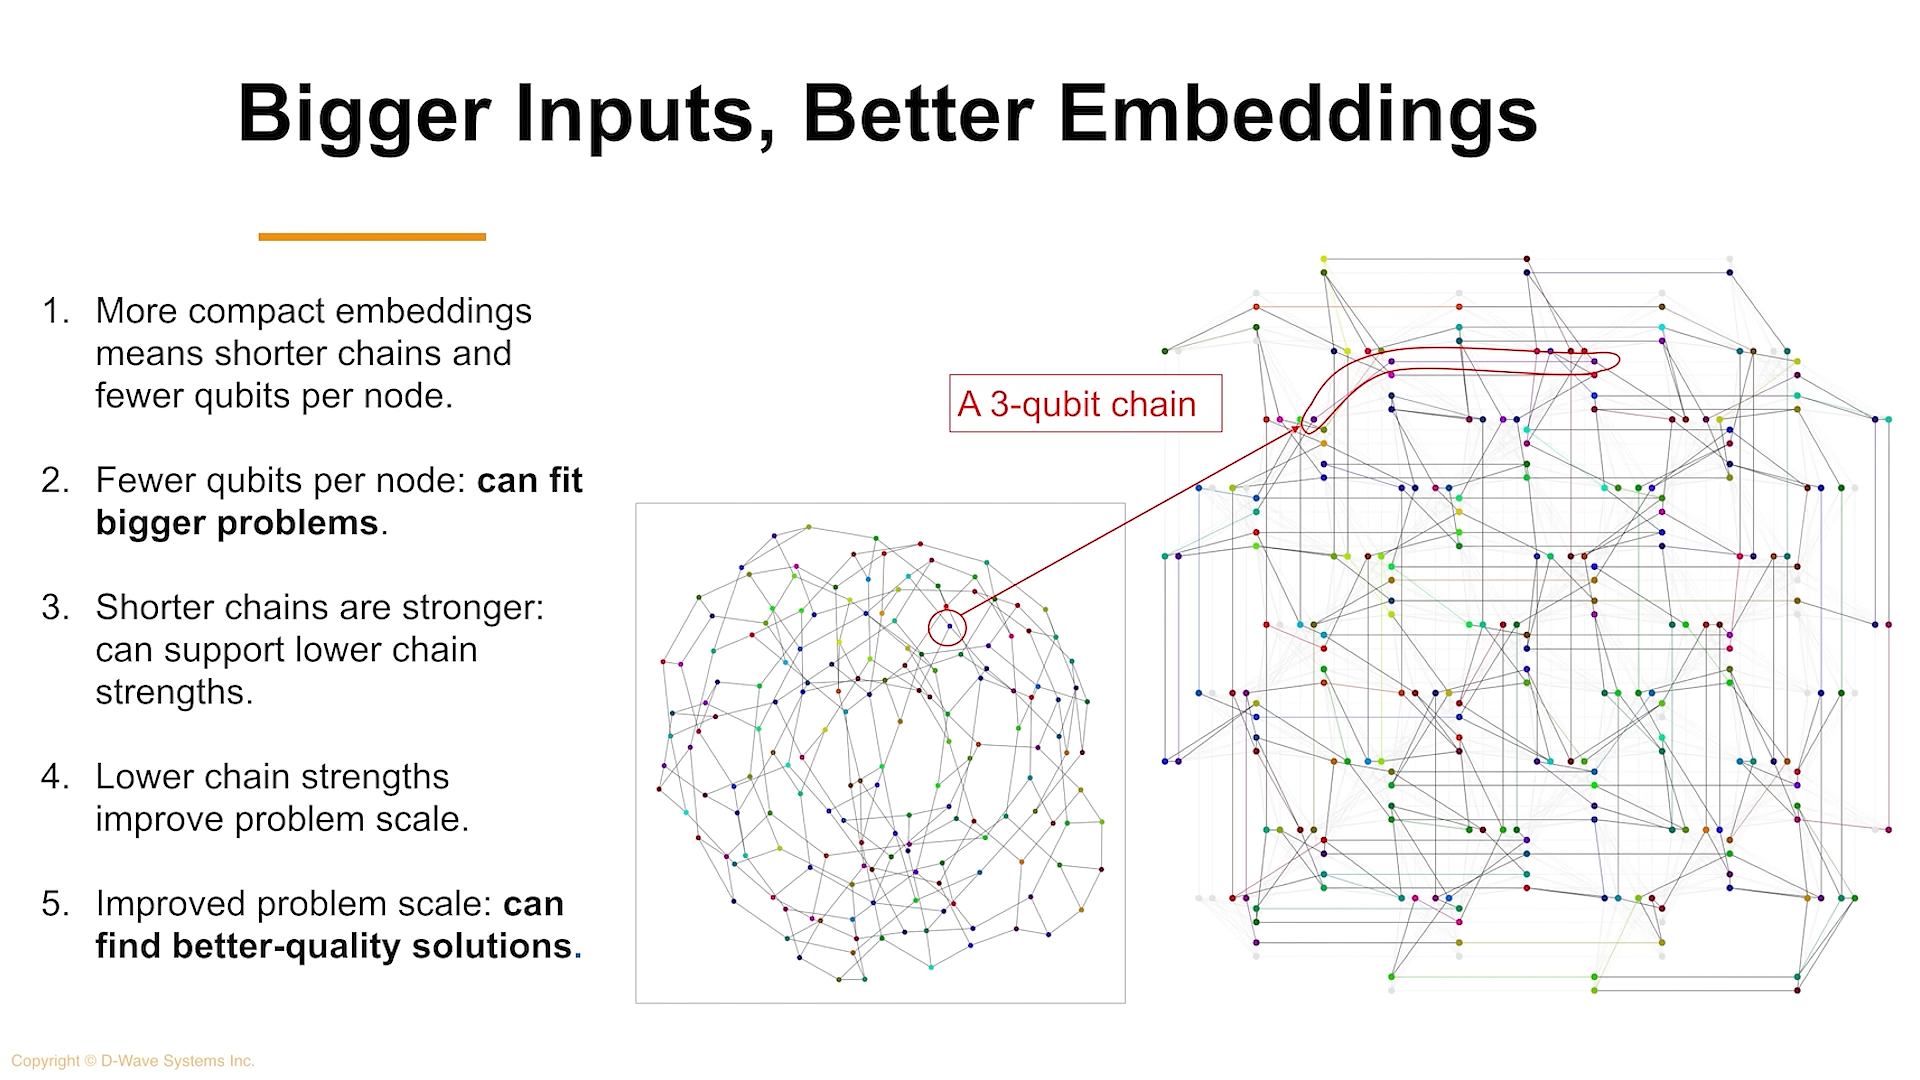 Bigger Inputs, Better Embeddings
1. More compact embeddings
means shorter chains and
fewer qubits per node.
2. Fewer qubits per node: can fit
bigger problems.
3. Shorter chains are stronger:
can support lower chain
strengths.
4. Lower chain strengths
improve problem scale.
5. Improved problem scale: can
find better-quality solutions.
A 3-qubit chain
Copyright © D-Wave Systems Inc.